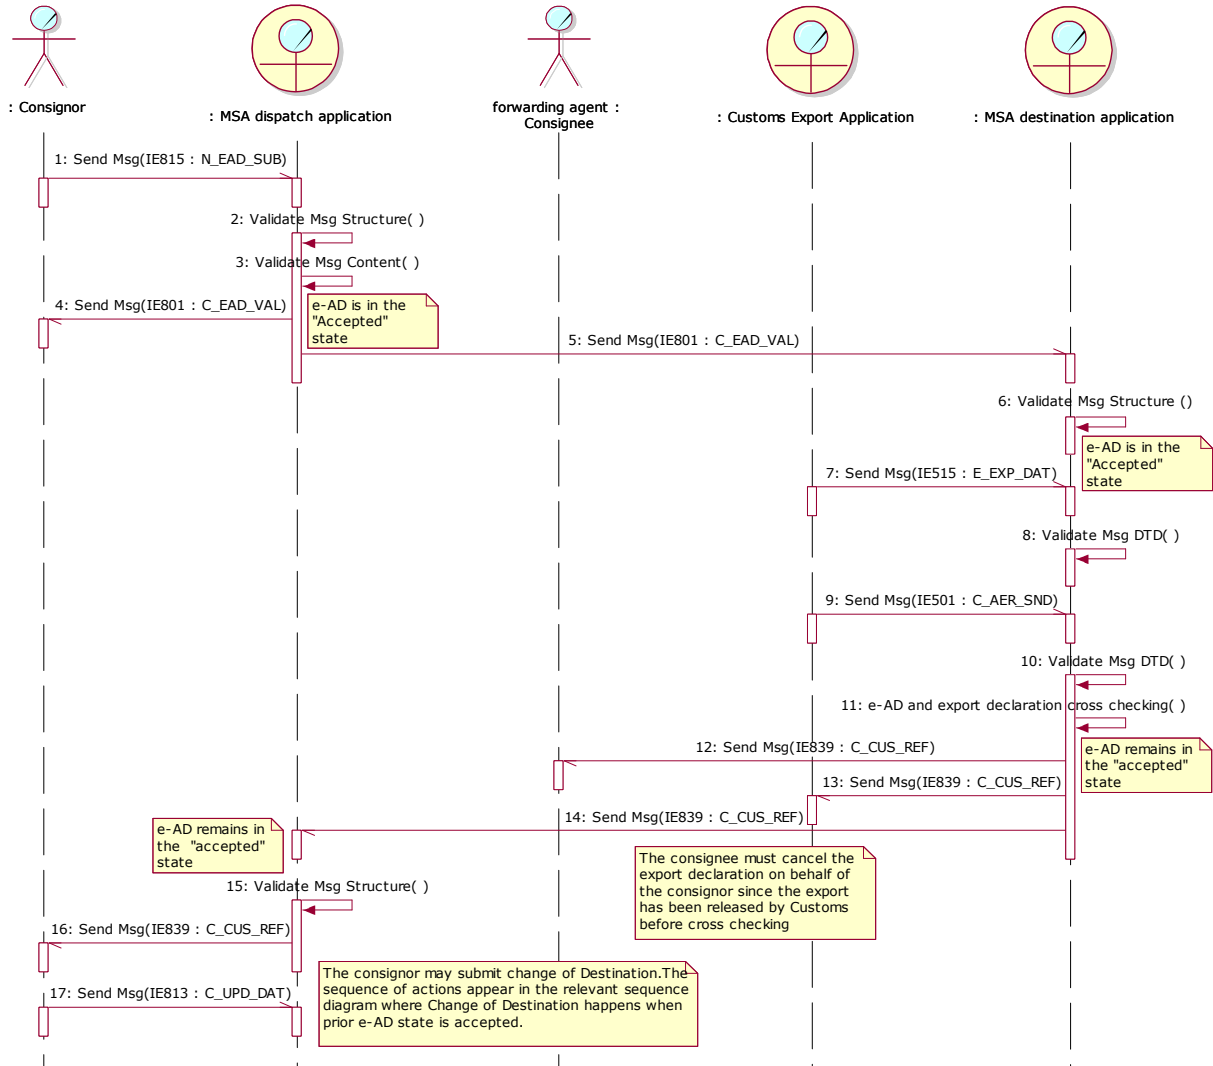 : Consignor
: MSA dispatch application
forwarding agent :
Consignee
: Customs Export Application
: MSA destination application
1: Send Msg(IE815 : N_EAD_SUB)
2: Validate Msg Structure( )
3: Validate Msg Content( )
4: Send Msg(IE801 : C_EAD_VAL)
e-AD is in the
"Accepted"
state
5: Send Msg(IE801 : C_EAD_VAL)
6: Validate Msg Structure ()
e-AD is in the
"Accepted"
state
7: Send Msg(IE515 : E_EXP_DAT)
8: Validate Msg DTD( )
9: Send Msg(IE501 : C_AER_SND)
10: Validate Msg DTD( )
11: e-AD and export declaration cross checking( )
12: Send Msg(IE839 : C_CUS_REF)
e-AD remains in
the "accepted"
state
13: Send Msg(IE839 : C_CUS_REF)
14: Send Msg(IE839 : C_CUS_REF)
e-AD remains in
the "accepted"
state
The consignee must cancel the
export declaration on behalf of
the consignor since the export
has been released by Customs
before cross checking
15: Validate Msg Structure( )
16: Send Msg(IE839 : C_CUS_REF)
The consignor may submit change of Destination.The
sequence of actions appear in the relevant sequence
diagram where Change of Destination happens when
prior e-AD state is accepted.
17: Send Msg(IE813 : C_UPD_DAT)